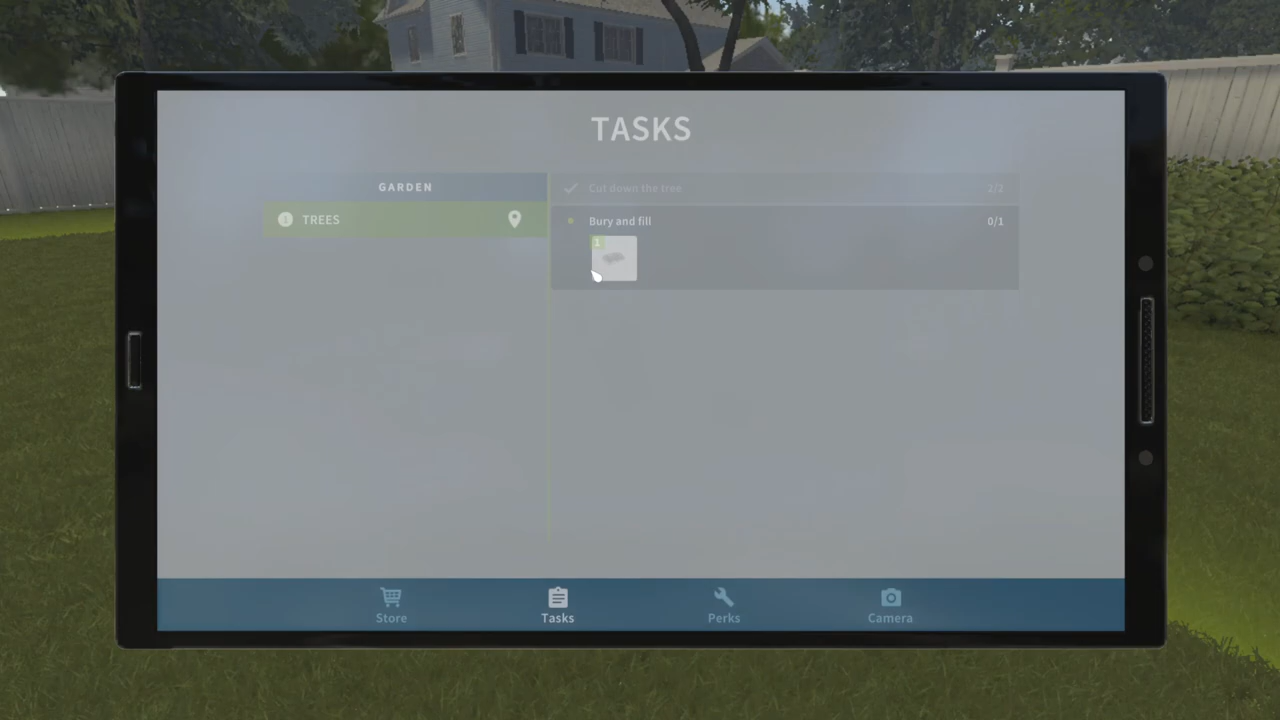 TASKS
GARDEN
TREES
Cut down the tree 2/2
Bury and fill 0/1
1
Store Tasks Perks Camera